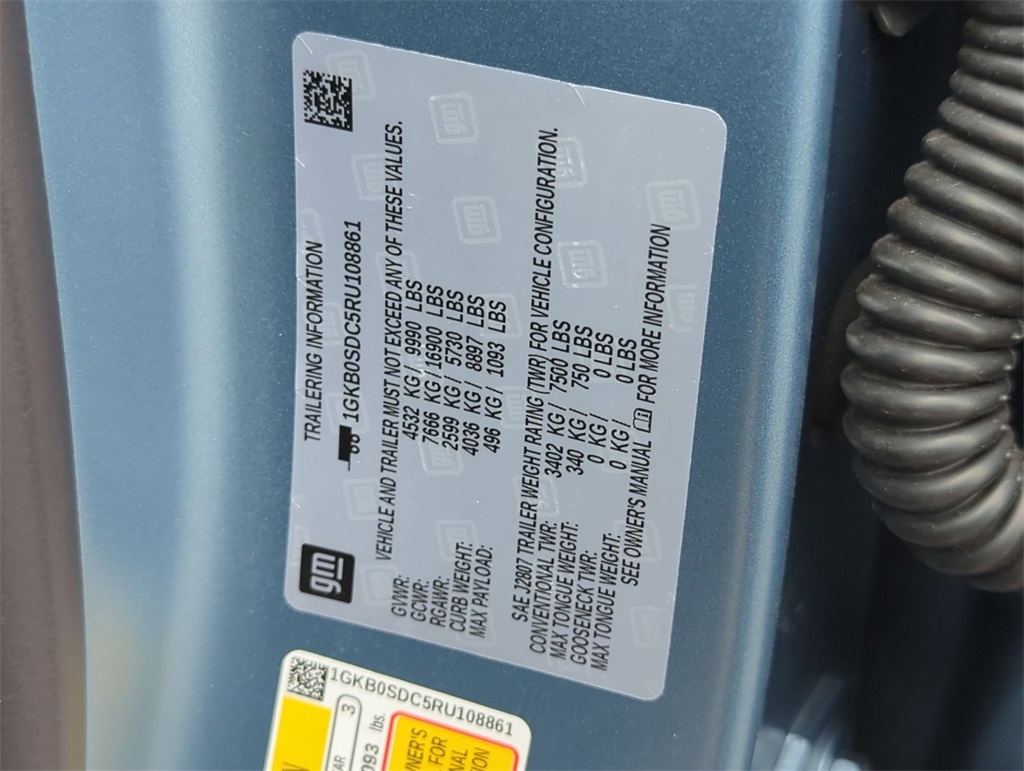 gm
TRAILERING INFORMATION
1GKB0SDC5RU108861
VEHICLE AND TRAILER MUST NOT EXCEED ANY OF THESE VALUES.
GVWR: 4532 KG / 9990 LBS
GCWR: 7666 KG / 16900 LBS
RGAWR: 2599 KG / 5730 LBS
CURB WEIGHT: 4036 KG / 8897 LBS
MAX PAYLOAD: 496 KG / 1093 LBS
SAE J2807 TRAILER WEIGHT RATING (TWR) FOR VEHICLE CONFIGURATION.
CONVENTIONAL TWR: 3402 KG / 7500 LBS
MAX TONGUE WEIGHT: 340 KG / 750 LBS
GOOSENECK TWR: 0 KG / 0 LBS
MAX TONGUE WEIGHT: 0 KG / 0 LBS
SEE OWNER'S MANUAL FOR MORE INFORMATION
1GKB0SDC5RU108861
3
093 lbs.
FOR